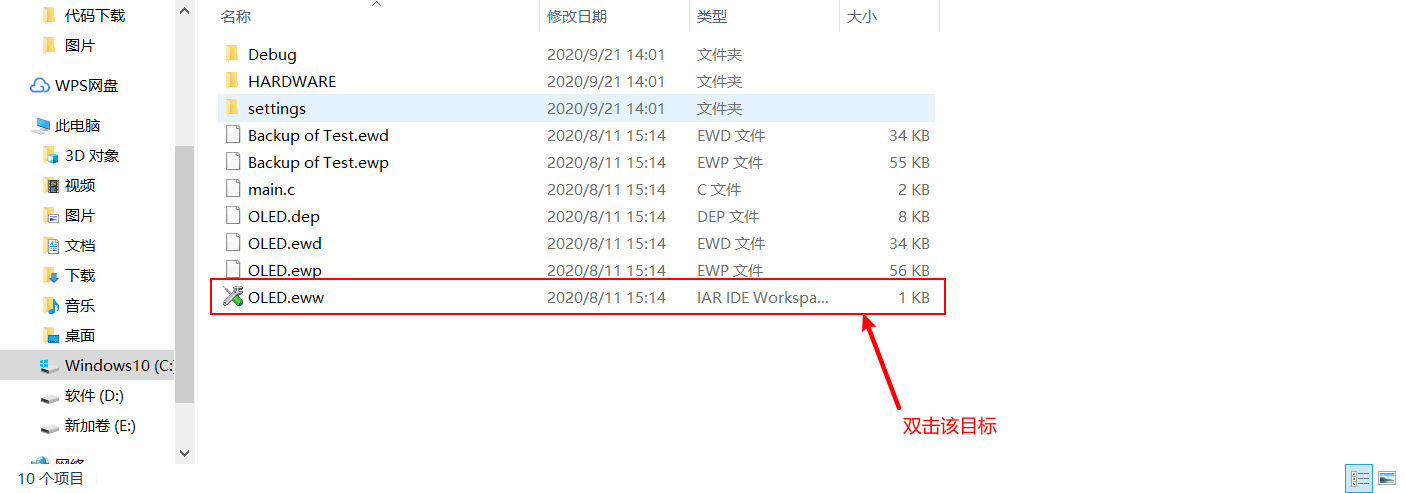 代码下载
图片
WPS网盘
此电脑
3D 对象
视频
图片
文档
下载
音乐
桌面
Windows10 (C:)
软件 (D:)
新加卷 (E:)
网络
10 个项目
名称 修改日期 类型 大小
Debug 2020/9/21 14:01 文件夹
HARDWARE 2020/9/21 14:01 文件夹
settings 2020/9/21 14:01 文件夹
Backup of Test.ewd 2020/8/11 15:14 EWD 文件 34 KB
Backup of Test.ewp 2020/8/11 15:14 EWP 文件 55 KB
main.c 2020/8/11 15:14 C 文件 2 KB
OLED.dep 2020/8/11 15:14 DEP 文件 8 KB
OLED.ewd 2020/8/11 15:14 EWD 文件 34 KB
OLED.ewp 2020/8/11 15:14 EWP 文件 56 KB
OLED.eww 2020/8/11 15:14 IAR IDE Workspa... 1 KB
双击该目标